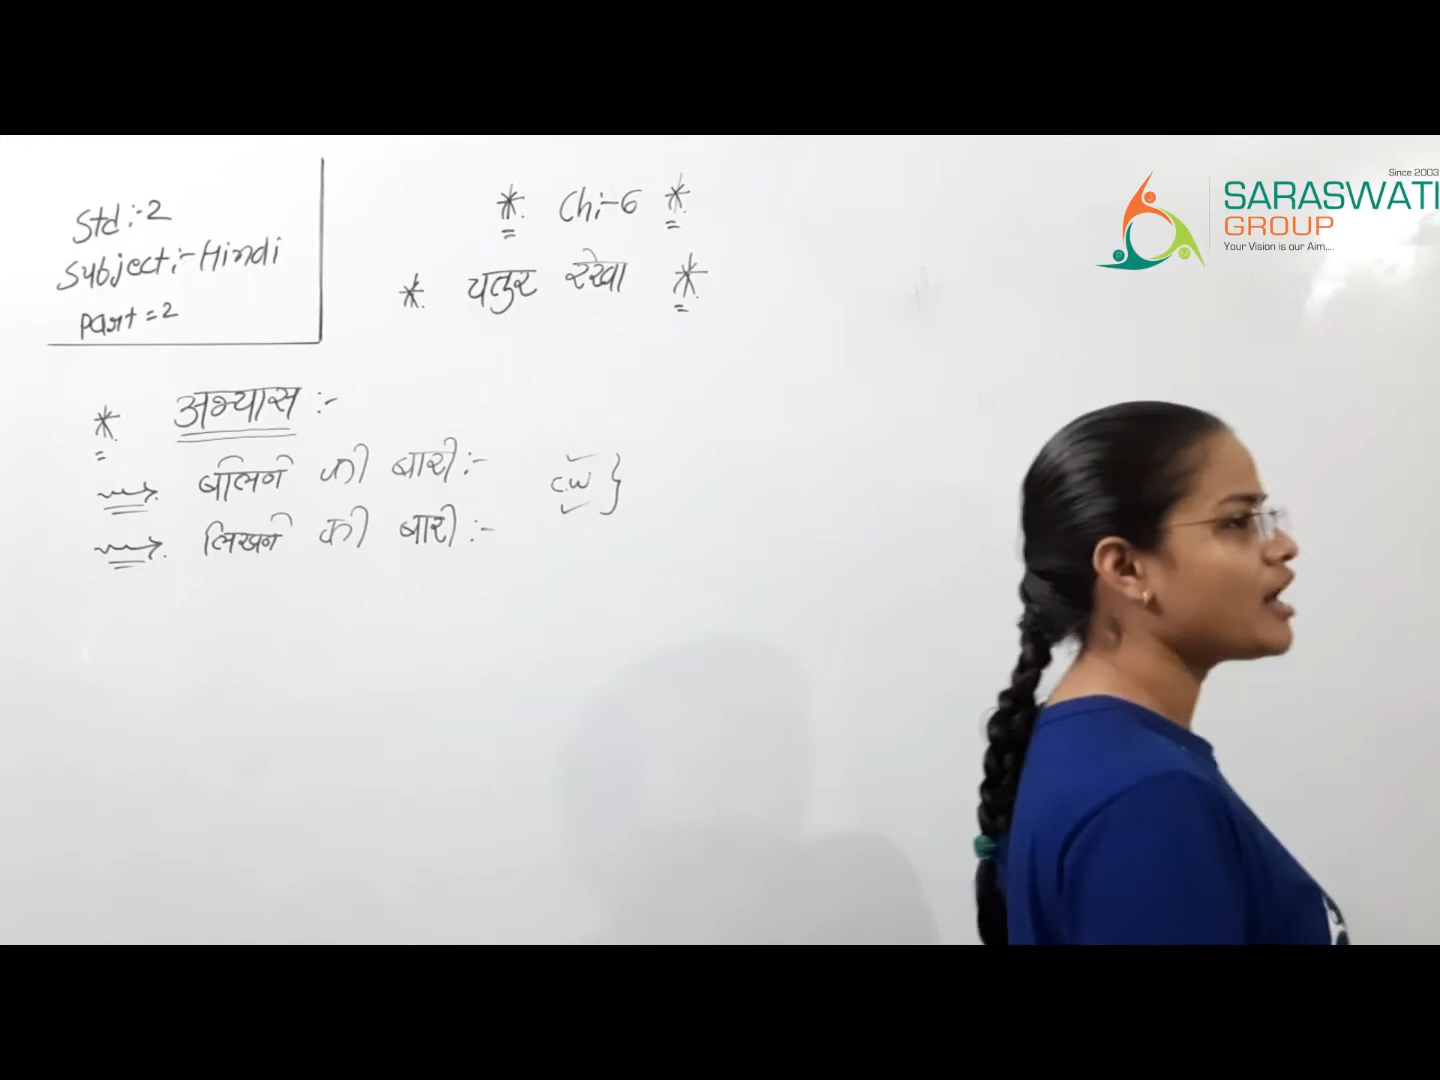 Std:-2
Subject:-Hindi
Part=2
* Ch:-6 *
* चतुर रेखा *
* अभ्यास :-
बोलने की बारी:-
लिखने की बारी:-
C.W }
Since 2003
SARASWATI
GROUP
Your Vision is our Aim....